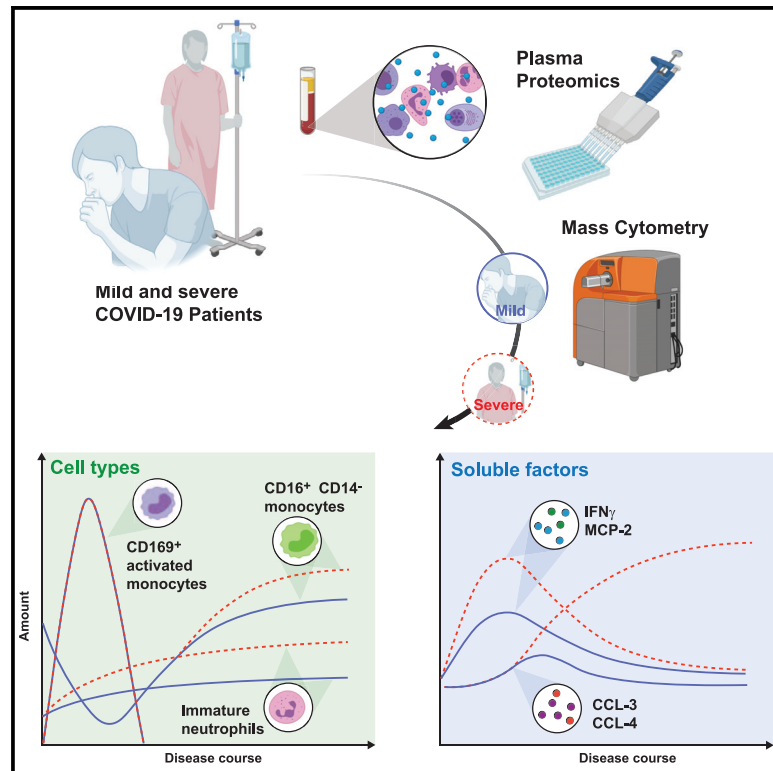 Plasma
Proteomics
Mass Cytometry
Mild and severe
COVID-19 Patients
Mild
Severe
Cell types
CD16+ CD14-
monocytes
CD169+
activated
monocytes
Immature
neutrophils
Amount
Disease course
Soluble factors
IFNγ
MCP-2
CCL-3
CCL-4
Disease course